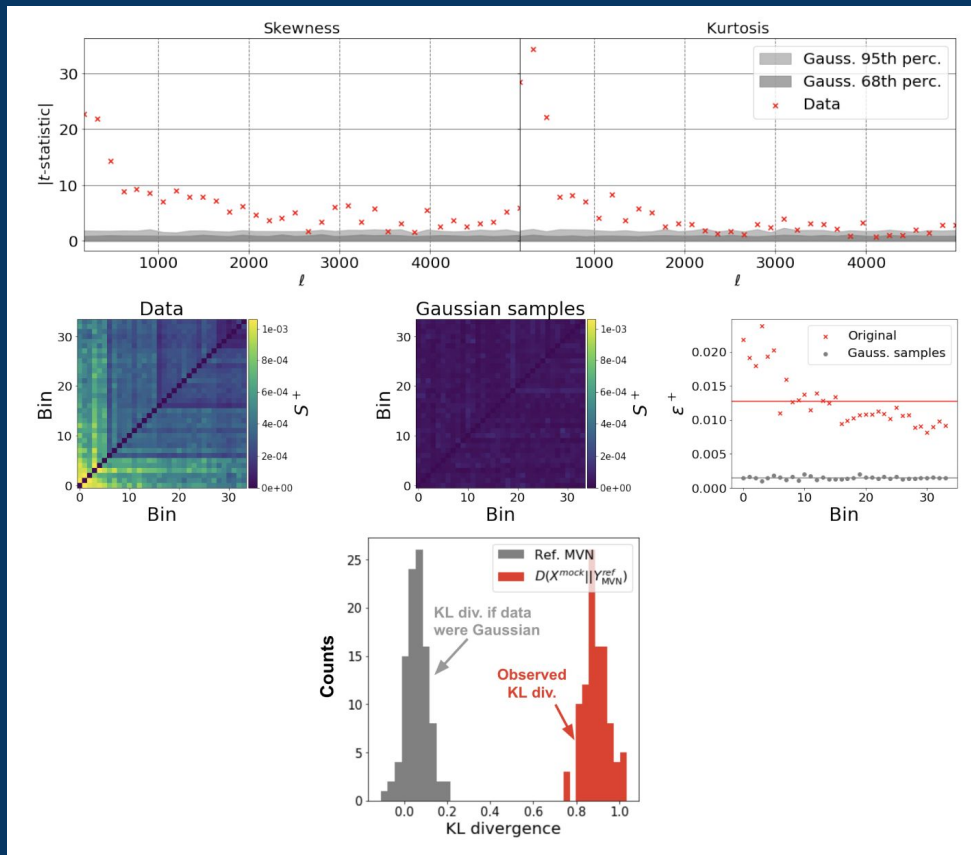 Skewness
Kurtosis
|t-statistic|
30
20
10
0
Gauss. 95th perc.
Gauss. 68th perc.
Data
1000
2000
3000
4000
1000
2000
3000
4000
ℓ
ℓ
Data
Bin
30
20
10
0
0
10
20
30
Bin
1e-03
8e-04
6e-04
4e-04
2e-04
0e+00
S⁺
Gaussian samples
Bin
30
20
10
0
0
10
20
30
Bin
1e-03
8e-04
6e-04
4e-04
2e-04
0e+00
S⁺
ε⁺
0.020
0.015
0.010
0.005
0.000
Original
Gauss. samples
0
10
20
30
Bin
Counts
25
20
15
10
5
0
Ref. MVN
D(X^mock||Y^ref_MVN)
KL div. if data
were Gaussian
Observed
KL div.
0.0
0.2
0.4
0.6
0.8
1.0
KL divergence